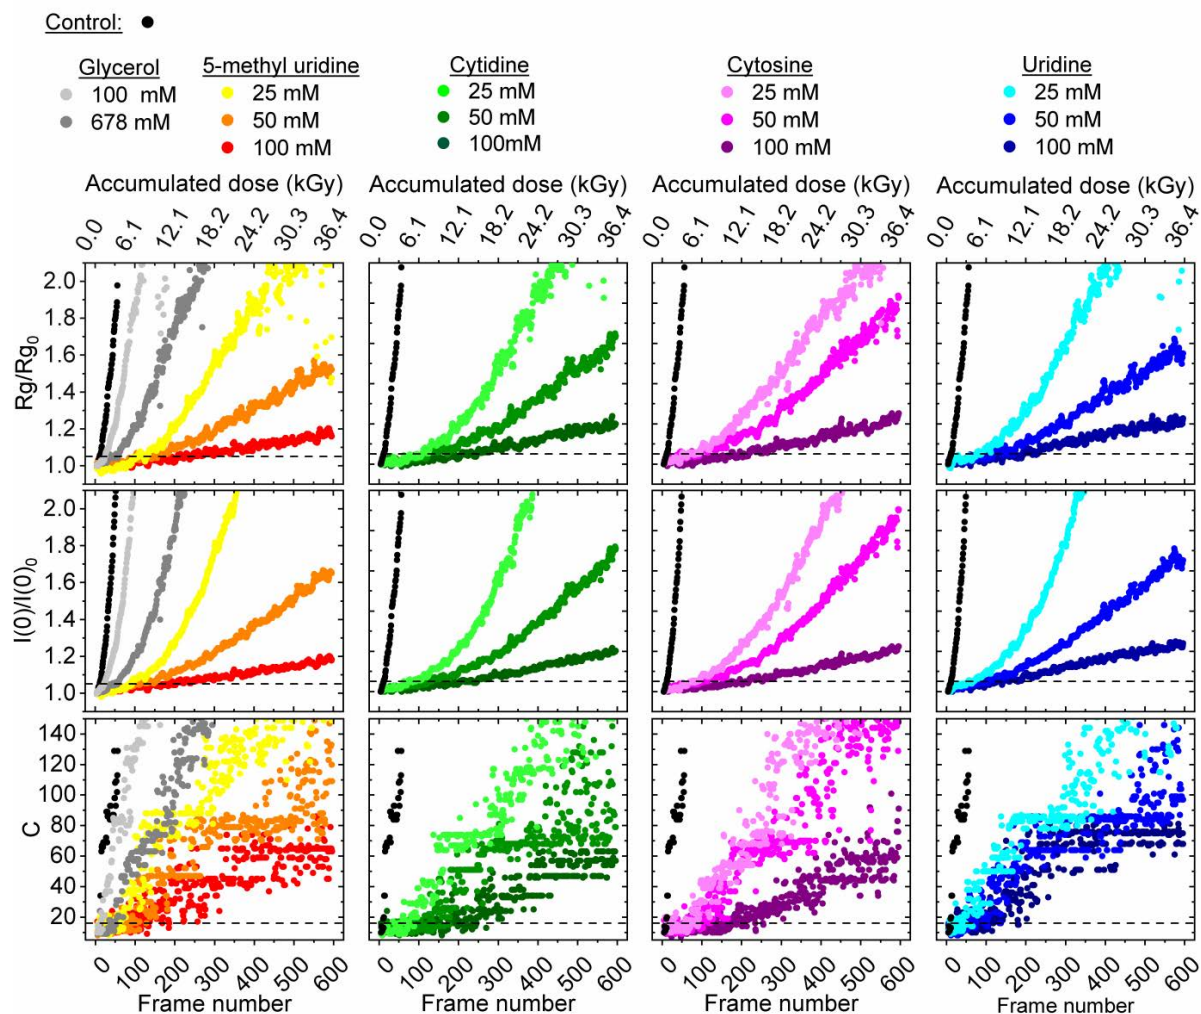 Control:
Glycerol 5-methyl uridine Cytidine Cytosine Uridine
100 mM 25 mM 25 mM 25 mM 25 mM
678 mM 50 mM 50 mM 50 mM 50 mM
100 mM 100mM 100 mM 100 mM
Accumulated dose (kGy) Accumulated dose (kGy) Accumulated dose (kGy) Accumulated dose (kGy)
0.0 6.1 12.1 18.2 24.2 30.3 36.4 0.0 6.1 12.1 18.2 24.2 30.3 36.4 0.0 6.1 12.1 18.2 24.2 30.3 36.4 0.0 6.1 12.1 18.2 24.2 30.3 36.4
Rg/Rg₀
2.0
1.8
1.6
1.4
1.2
1.0
I(0)/I(0)₀
2.0
1.8
1.6
1.4
1.2
1.0
C
140
120
100
80
60
40
20
0 100 200 300 400 500 600 0 100 200 300 400 500 600 0 100 200 300 400 500 600 0 100 200 300 400 500 600
Frame number Frame number Frame number Frame number